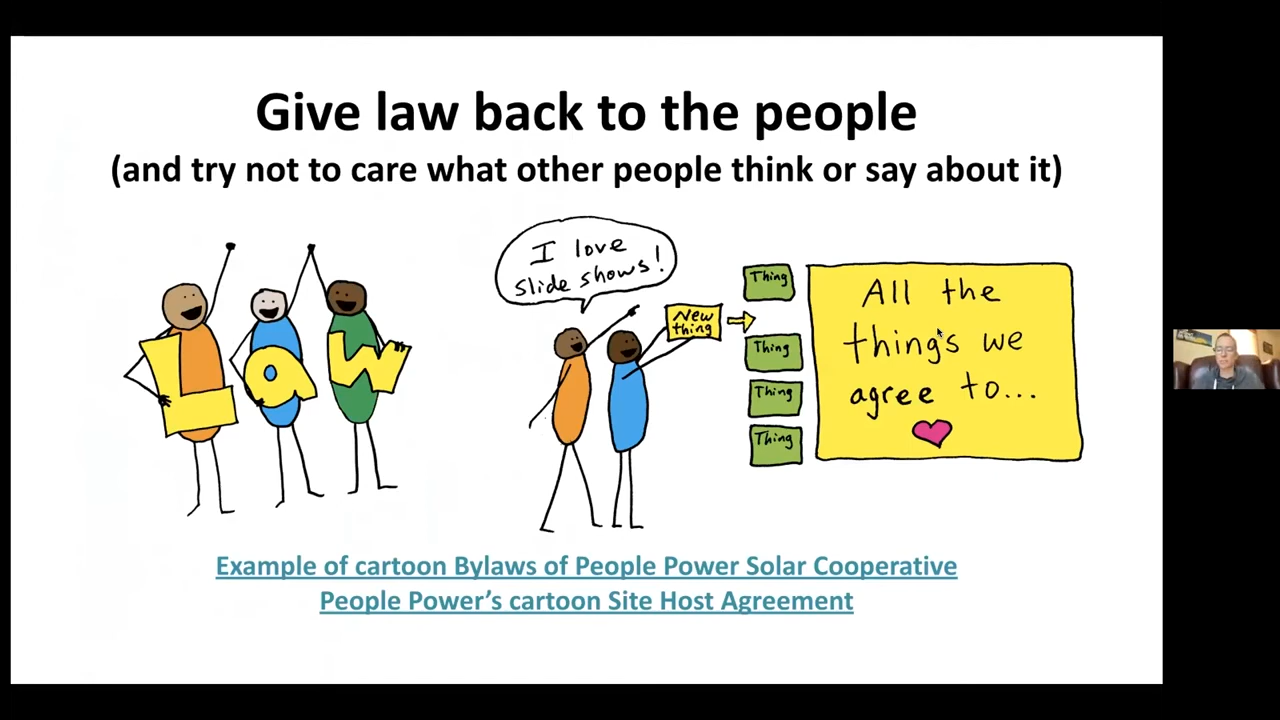 Give law back to the people
(and try not to care what other people think or say about it)
Law
I love
slide shows!
New
thing
Thing
Thing
Thing
Thing
All the
things we
agree to...
Example of cartoon Bylaws of People Power Solar Cooperative
People Power’s cartoon Site Host Agreement